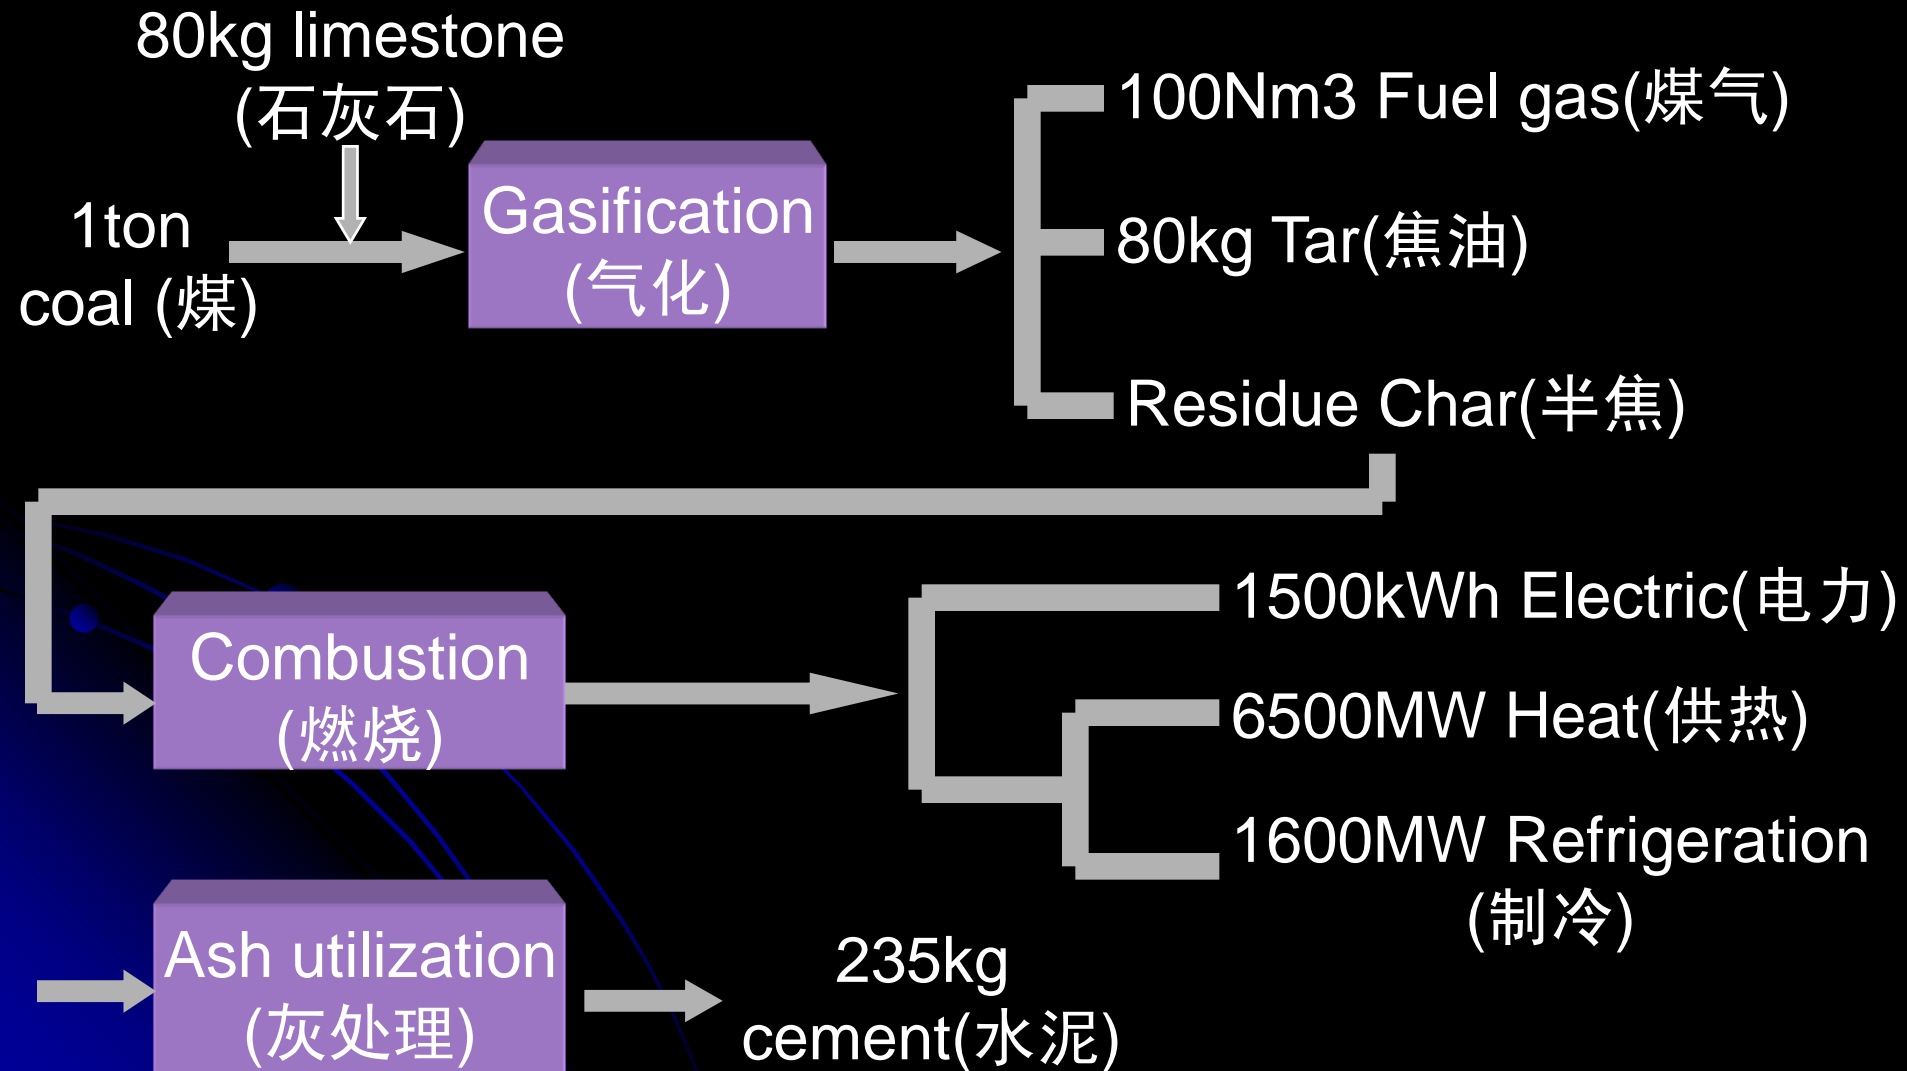 80kg limestone
(石灰石)
1ton
coal (煤)
Gasification
(气化)
100Nm3 Fuel gas(煤气)
80kg Tar(焦油)
Residue Char(半焦)
Combustion
(燃烧)
1500kWh Electric(电力)
6500MW Heat(供热)
1600MW Refrigeration
(制冷)
Ash utilization
(灰处理)
235kg
cement(水泥)